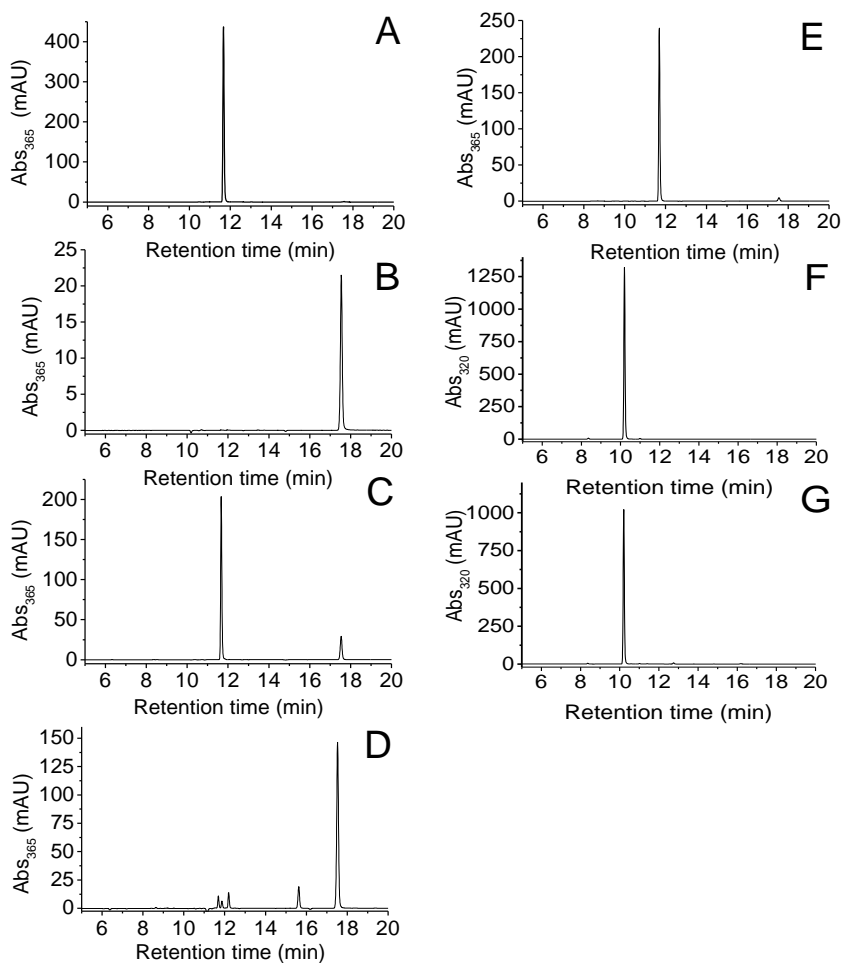 A
Abs365 (mAU)
400
300
200
100
0
6 8 10 12 14 16 18 20
Retention time (min)
B
Abs365 (mAU)
25
20
15
10
5
0
6 8 10 12 14 16 18 20
Retention time (min)
C
Abs365 (mAU)
200
150
100
50
0
6 8 10 12 14 16 18 20
Retention time (min)
D
Abs365 (mAU)
150
125
100
75
50
25
0
6 8 10 12 14 16 18 20
Retention time (min)
E
Abs365 (mAU)
250
200
150
100
50
0
6 8 10 12 14 16 18 20
Retention time (min)
F
Abs320 (mAU)
1250
1000
750
500
250
0
6 8 10 12 14 16 18 20
Retention time (min)
G
Abs320 (mAU)
1000
750
500
250
0
6 8 10 12 14 16 18 20
Retention time (min)